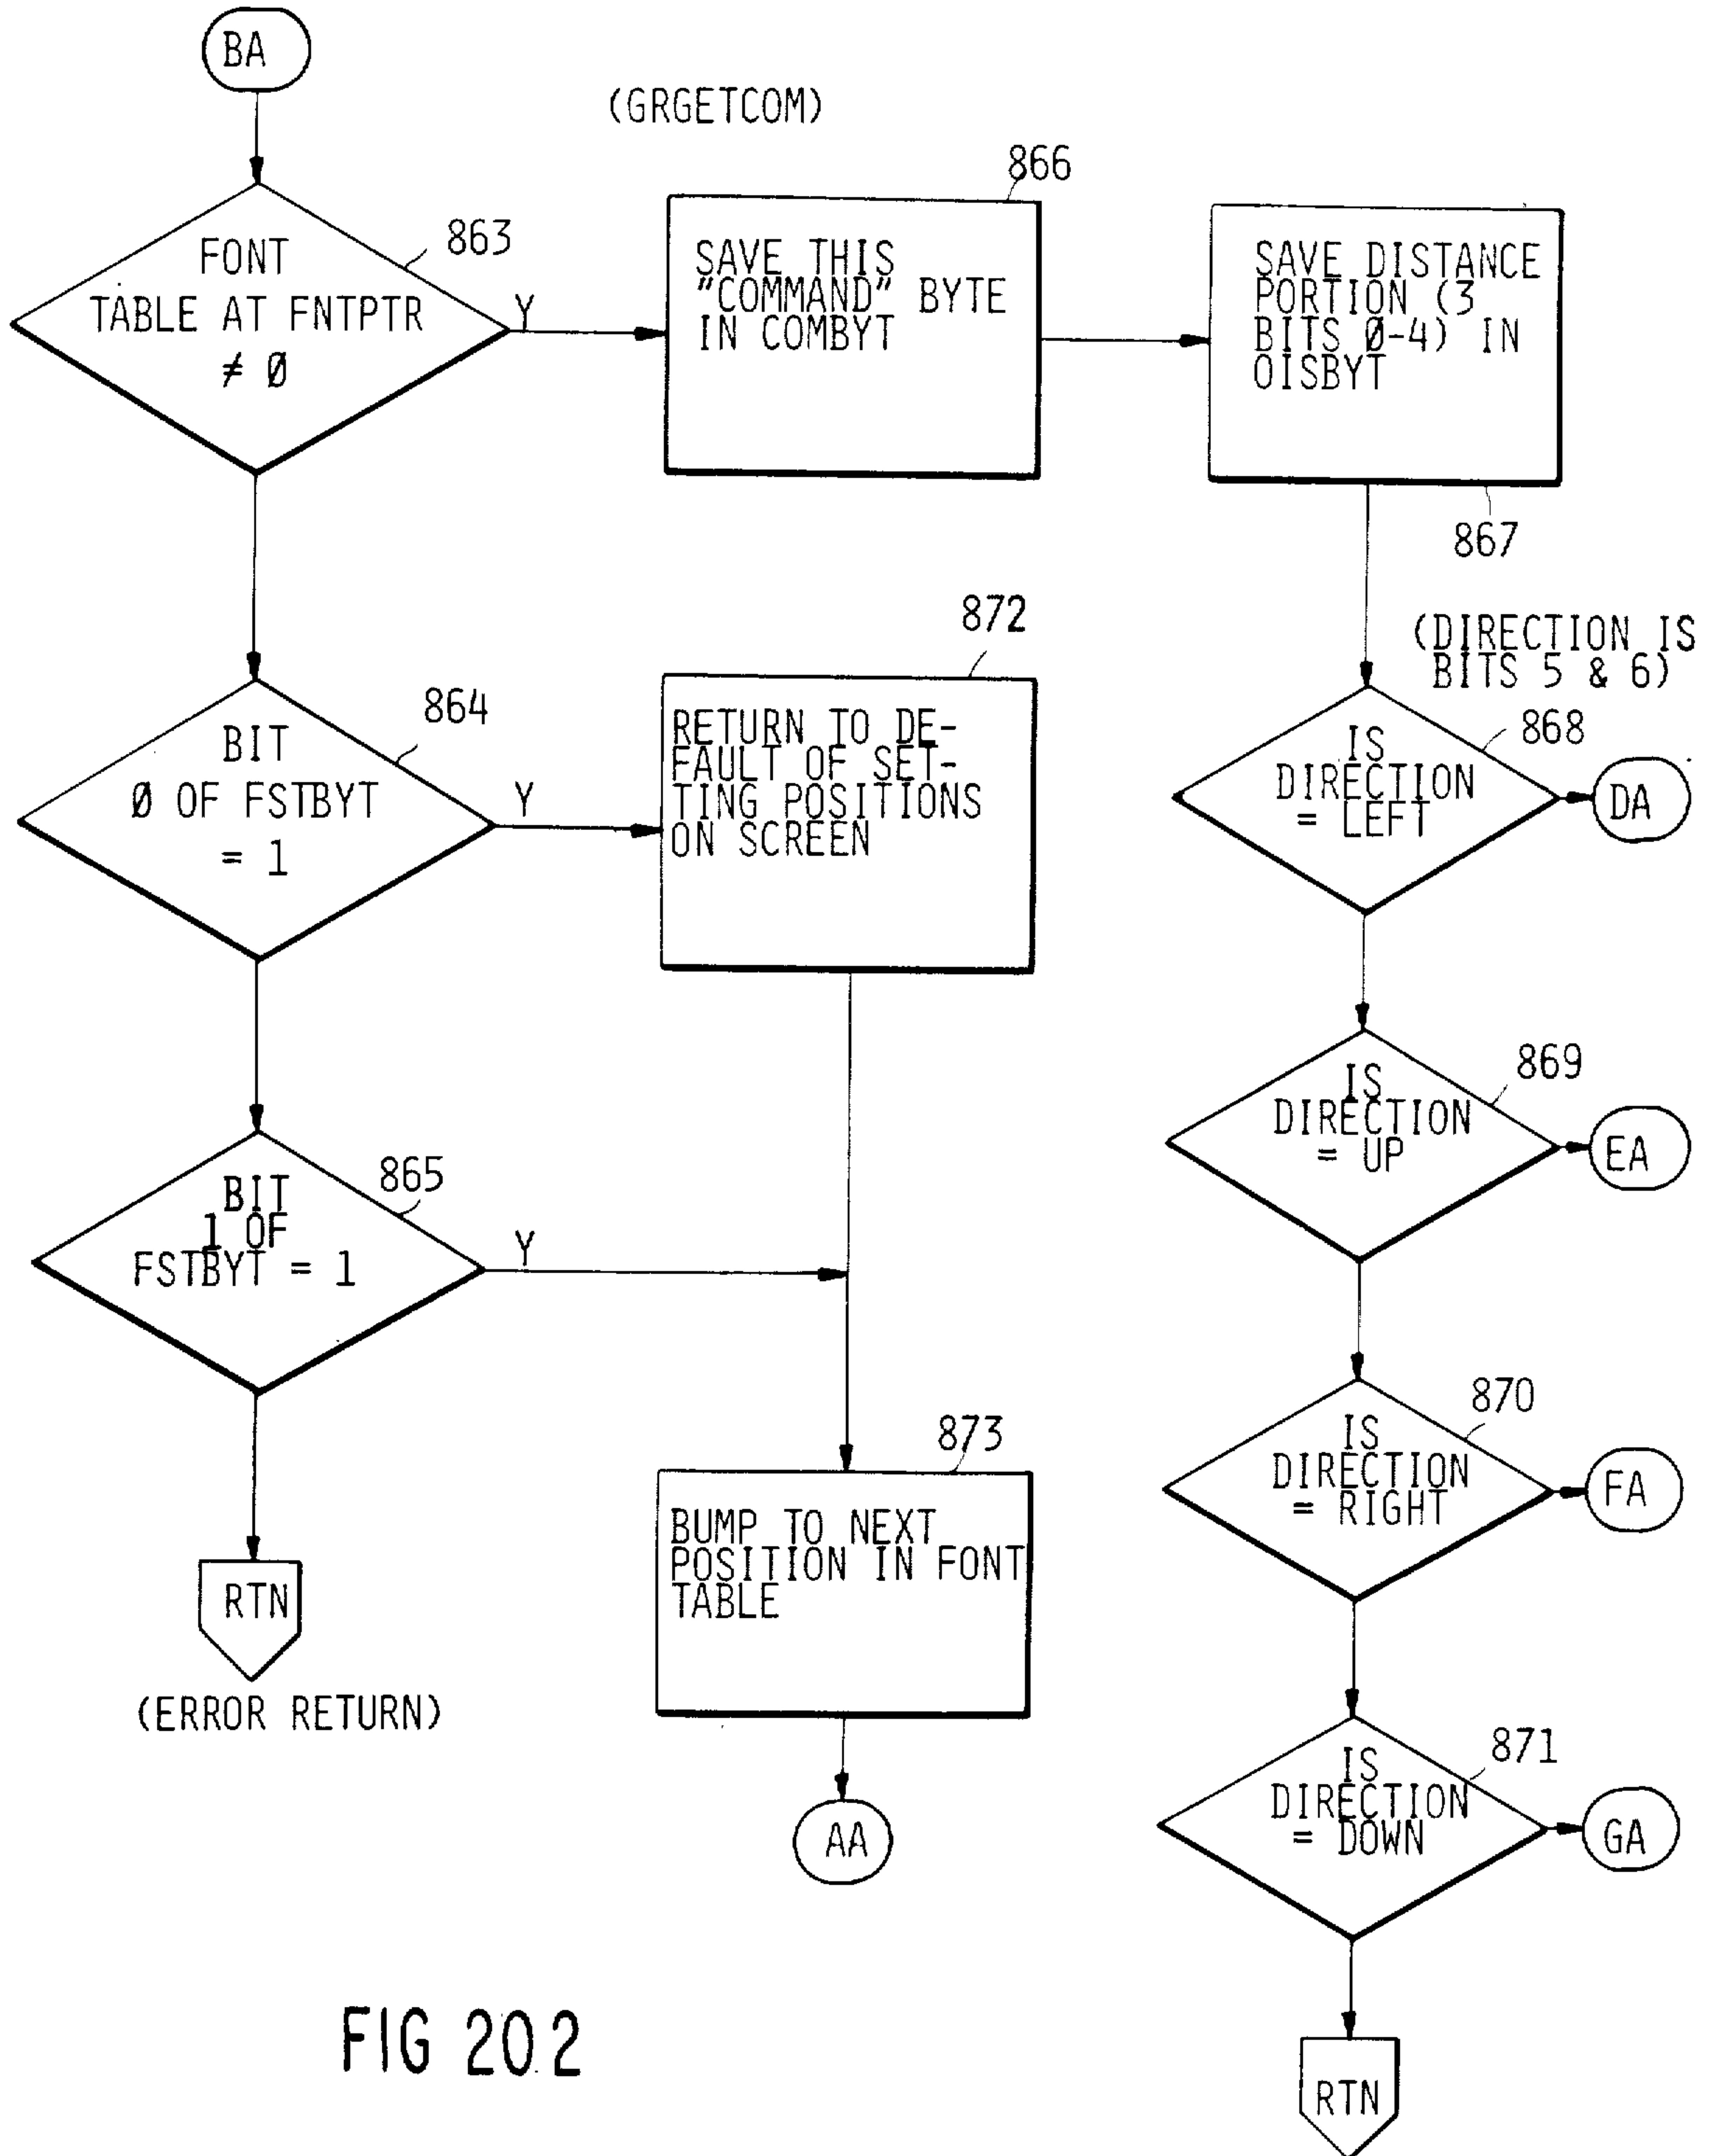 BA
(GRGETCOM)
863
FONT
TABLE AT FNTPTR
≠ Ø
Y
866
SAVE THIS
"COMMAND" BYTE
IN COMBYT
SAVE DISTANCE
PORTION (3
BITS Ø-4) IN
OISBYT
867
864
BIT
Ø OF FSTBYT
= 1
Y
872
RETURN TO DE-
FAULT OF SET-
TING POSITIONS
ON SCREEN
(DIRECTION IS
BITS 5 & 6)
868
IS
DIRECTION
= LEFT
DA
869
IS
DIRECTION
= UP
EA
865
BIT
1 OF
FSTBYT = 1
Y
870
IS
DIRECTION
= RIGHT
FA
873
BUMP TO NEXT
POSITION IN FONT
TABLE
RTN
(ERROR RETURN)
871
IS
DIRECTION
= DOWN
GA
AA
RTN
FIG 20.2